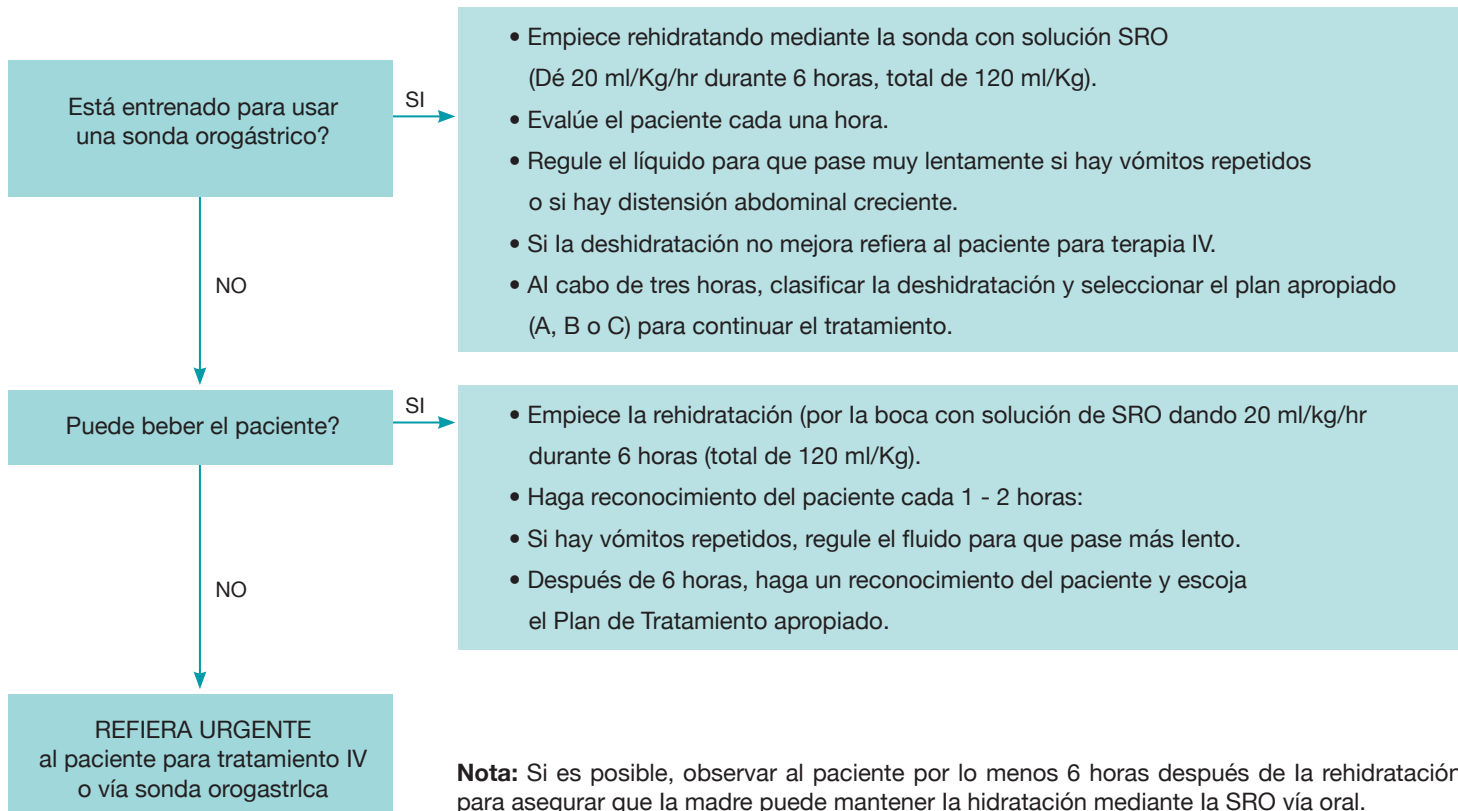 Está entrenado para usar
una sonda orogástrico?
SI
• Empiece rehidratando mediante la sonda con solución SRO
(Dé 20 ml/Kg/hr durante 6 horas, total de 120 ml/Kg).
• Evalúe el paciente cada una hora.
• Regule el líquido para que pase muy lentamente si hay vómitos repetidos
o si hay distensión abdominal creciente.
• Si la deshidratación no mejora refiera al paciente para terapia IV.
• Al cabo de tres horas, clasificar la deshidratación y seleccionar el plan apropiado
(A, B o C) para continuar el tratamiento.
NO
Puede beber el paciente?
SI
• Empiece la rehidratación (por la boca con solución de SRO dando 20 ml/kg/hr
durante 6 horas (total de 120 ml/Kg).
• Haga reconocimiento del paciente cada 1 - 2 horas:
• Si hay vómitos repetidos, regule el fluido para que pase más lento.
• Después de 6 horas, haga un reconocimiento del paciente y escoja
el Plan de Tratamiento apropiado.
NO
REFIERA URGENTE
al paciente para tratamiento IV
o vía sonda orogastrIca
Nota: Si es posible, observar al paciente por lo menos 6 horas después de la rehidratación
para asegurar que la madre puede mantener la hidratación mediante la SRO vía oral.